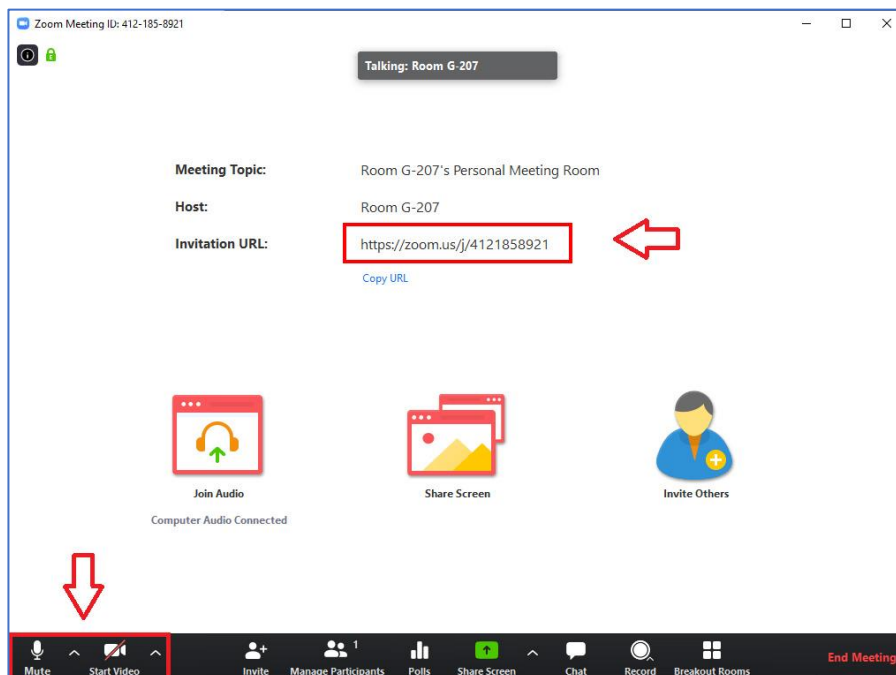 Zoom Meeting ID: 412-185-8921
Talking: Room G-207
Meeting Topic: Room G-207's Personal Meeting Room
Host: Room G-207
Invitation URL: https://zoom.us/j/4121858921
Copy URL
Join Audio Share Screen Invite Others
Computer Audio Connected
1
Mute Start Video Invite Manage Participants Polls Share Screen Chat Record Breakout Rooms End Meeting